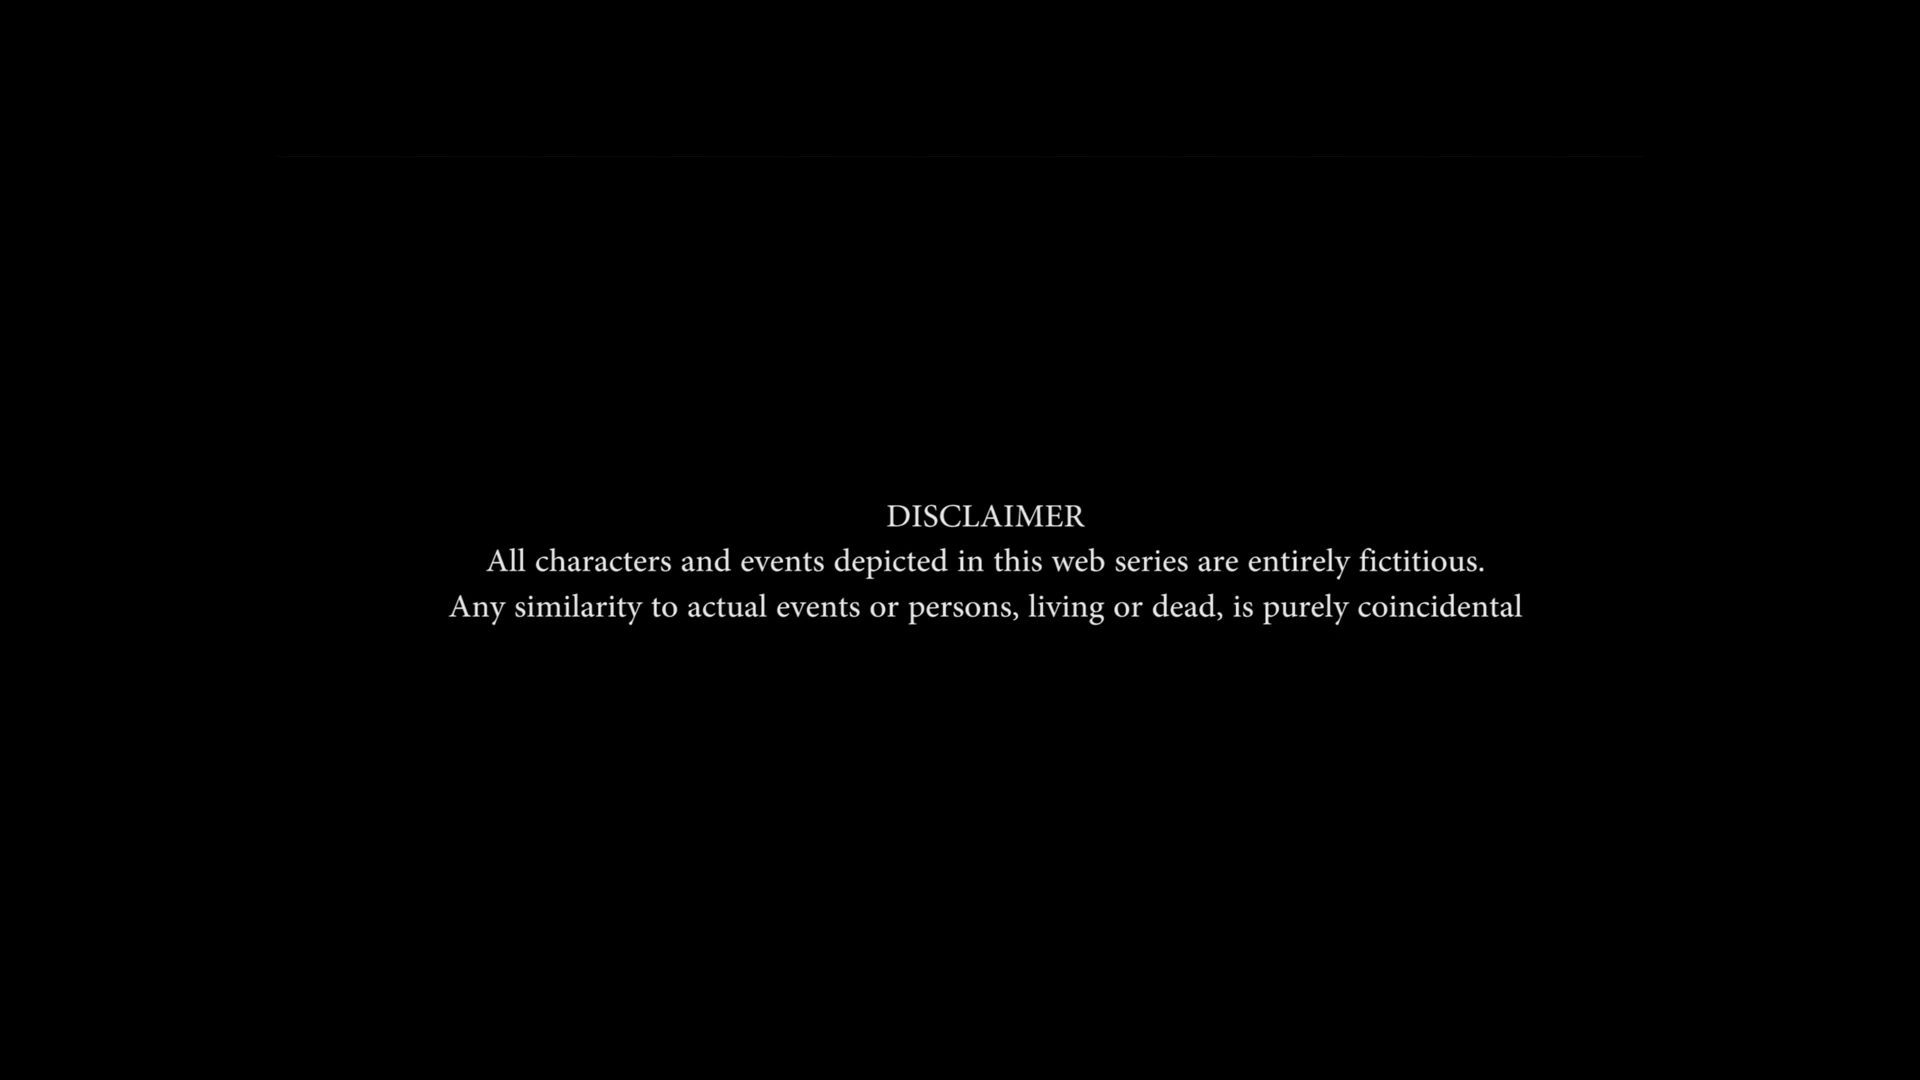 DISCLAIMER
All characters and events depicted in this web series are entirely fictitious.
Any similarity to actual events or persons, living or dead, is purely coincidental